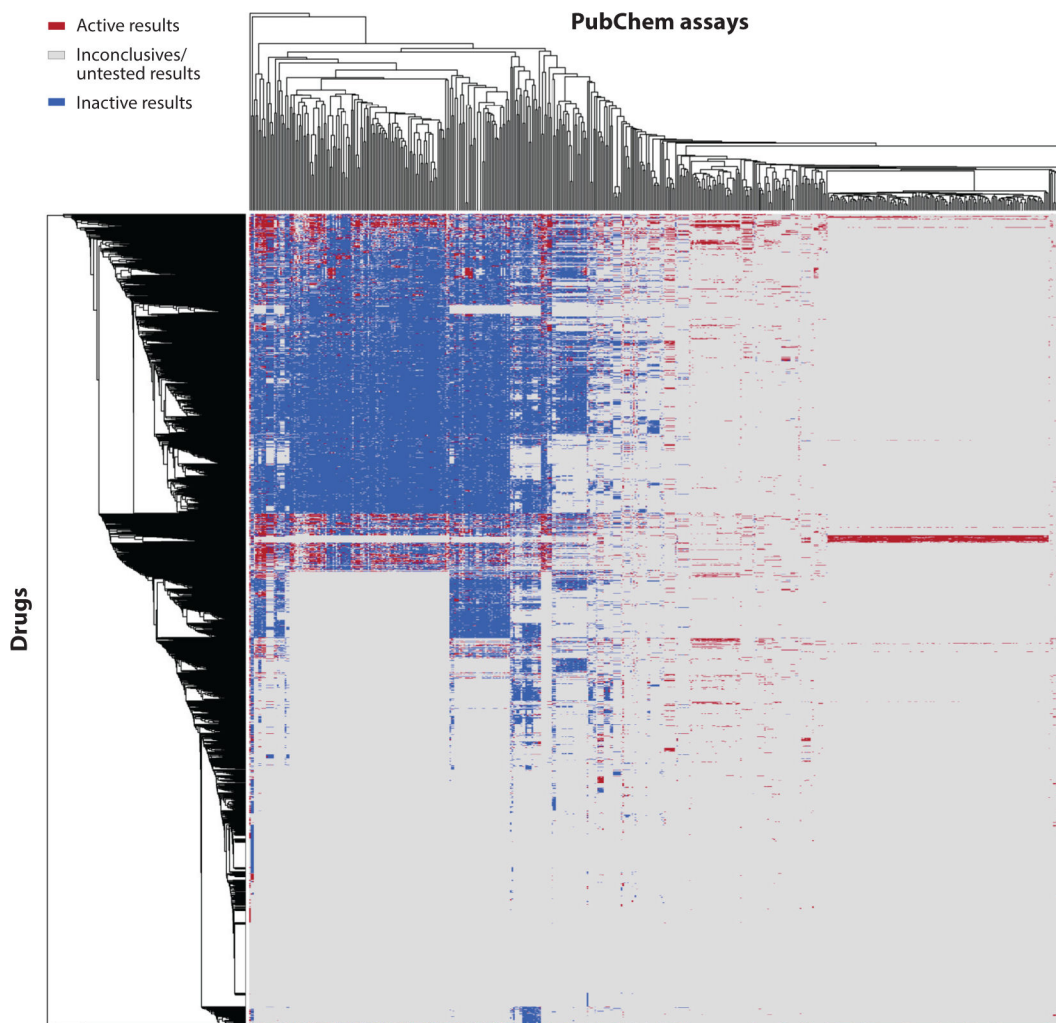 PubChem assays
Active results
Inconclusives/
untested results
Inactive results
Drugs